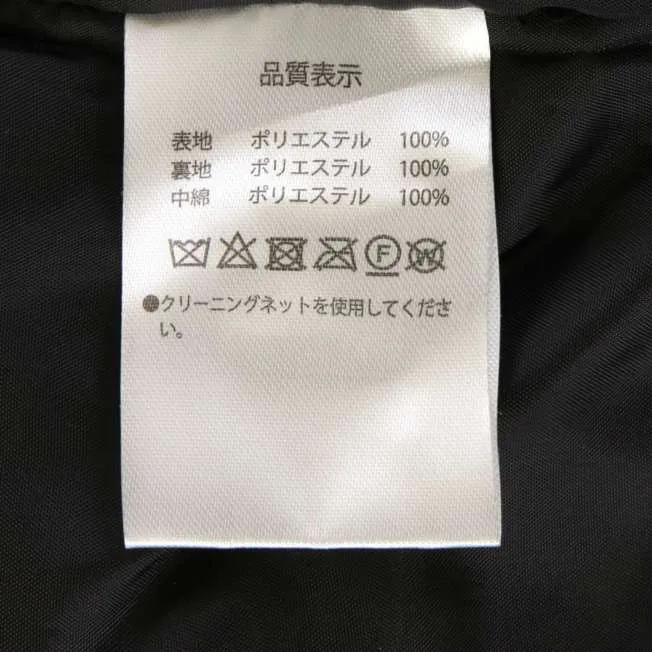 品質表示
表地 ポリエステル 100%
裏地 ポリエステル 100%
中綿 ポリエステル 100%
F W
●クリーニングネットを使用してくださ
い。